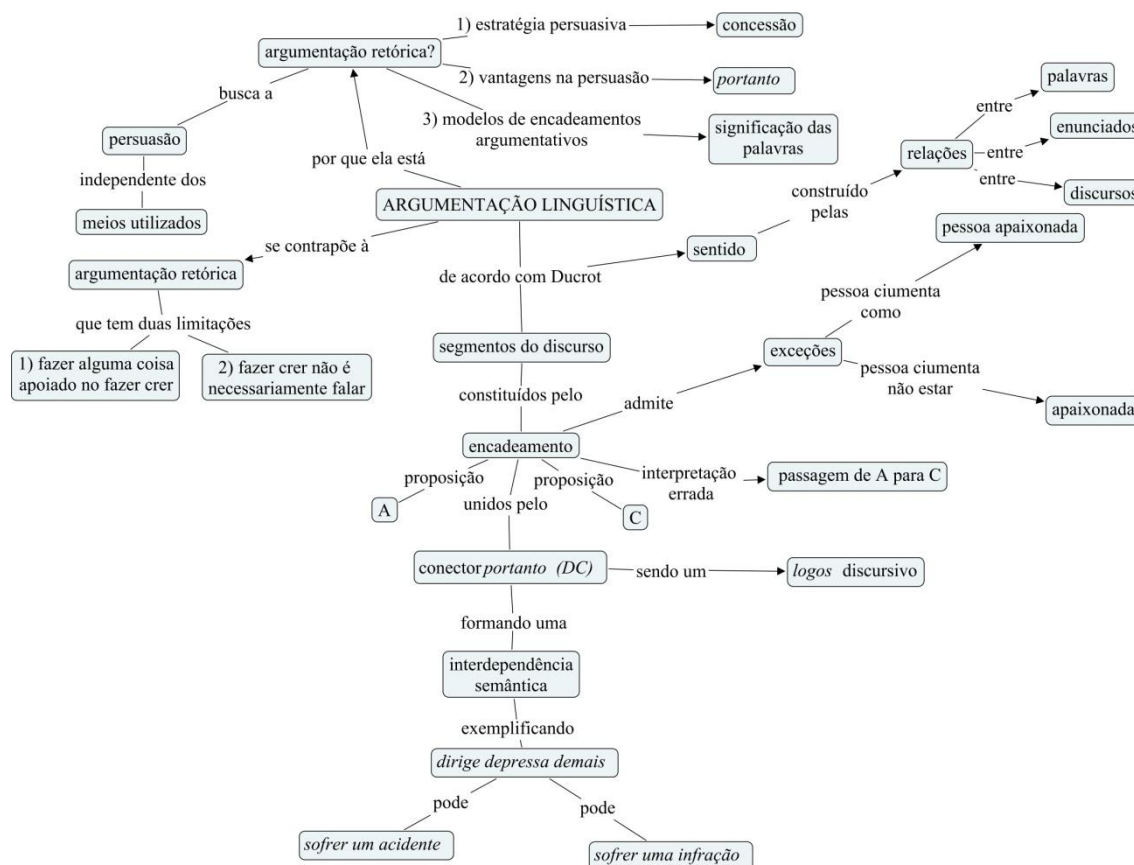 1) estratégia persuasiva
concessão
argumentação retórica?
2) vantagens na persuasão
portanto
busca a
3) modelos de encadeamentos
argumentativos
significação das
palavras
persuasão
por que ela está
independente dos
meios utilizados
palavras
entre
enunciados
relações
entre
entre
discursos
construído
pelas
ARGUMENTAÇÃO LINGUÍSTICA
se contrapõe à
sentido
pessoa apaixonada
argumentação retórica
de acordo com Ducrot
que tem duas limitações
1) fazer alguma coisa
apoiado no fazer crer
2) fazer crer não é
necessariamente falar
segmentos do discurso
pessoa ciumenta
como
exceções
pessoa ciumenta
não estar
apaixonada
constituídos pelo
admite
encadeamento
proposição
A
unidos pelo
proposição
C
interpretação
errada
passagem de A para C
conector portanto (DC)
sendo um
logos discursivo
formando uma
interdependência
semântica
exemplificando
dirige depressa demais
pode
pode
sofrer um acidente
sofrer uma infração